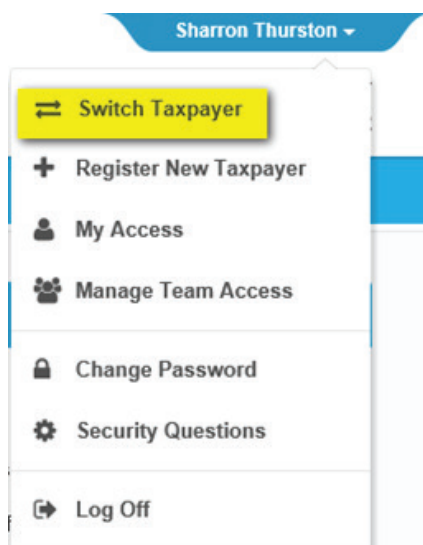 Sharron Thurston
Switch Taxpayer
Register New Taxpayer
My Access
Manage Team Access
Change Password
Security Questions
Log Off